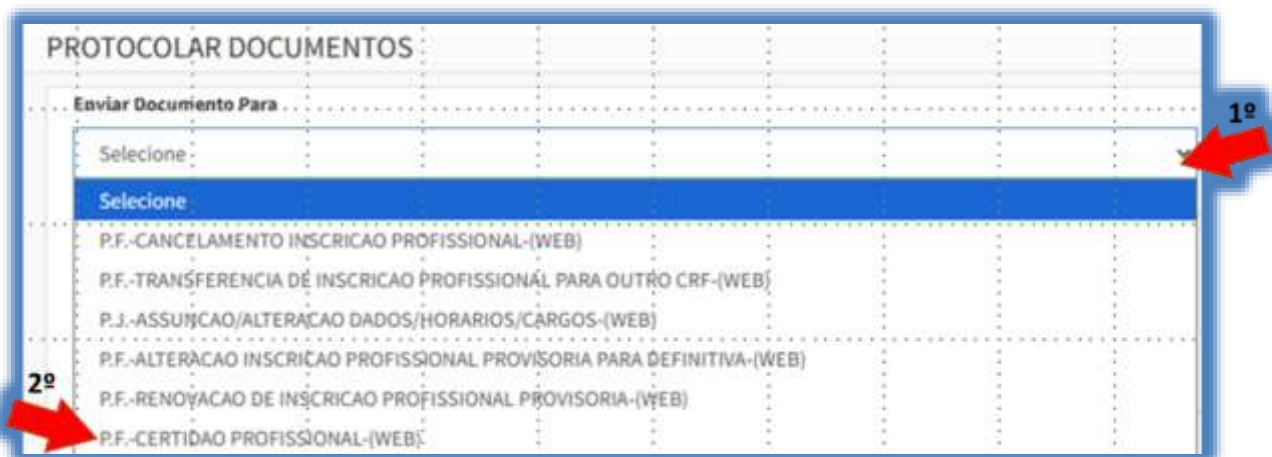 PROTOCOLAR DOCUMENTOS
Enviar Documento Para
1º
Selecione
Selecione
P.F.-CANCELAMENTO INSCRICAO PROFISSIONAL-(WEB)
P.F.-TRANSFERENCIA DE INSCRICAO PROFISSIONAL PARA OUTRO CRF-(WEB)
P.J.-ASSUNCAO/ALTERACAO DADOS/HORARIOS/CARGOS-(WEB)
P.F.-ALTERACAO INSCRICAO PROFISSIONAL PROVISORIA PARA DEFINITIVA-(WEB)
2º
P.F.-RENOVACAO DE INSCRICAO PROFISSIONAL PROVISORIA-(WEB)
P.F.-CERTIDAO PROFISSIONAL-(WEB)